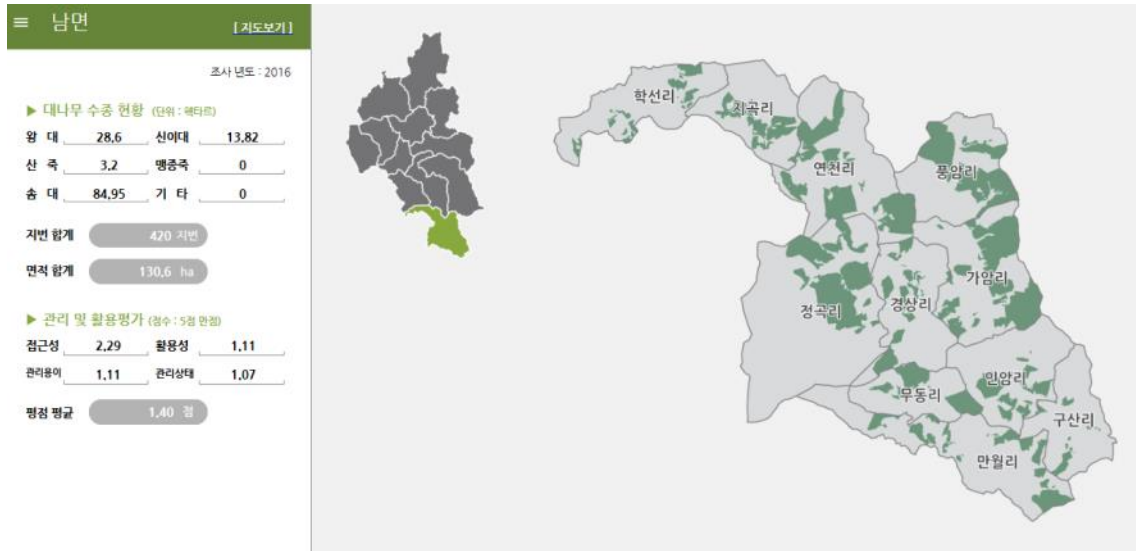 ≡ 남면 [ 지도보기 ]
조사 년도 : 2016
▶ 대나무 수종 현황 (단위 : 헥타르)
왕 대 28.6 신이대 13.82
산 죽 3.2 맹종죽 0
솜 대 84.95 기 타 0
지번 합계 420 지번
면적 합계 130.6 ha
▶ 관리 및 활용평가 (점수 : 5점 만점)
접근성 2.29 활용성 1.11
관리용이 1.11 관리상태 1.07
평점 평균 1.40 점
학선리
지곡리
연천리
풍암리
가암리
경상리
정곡리
인암리
무동리
구산리
만월리